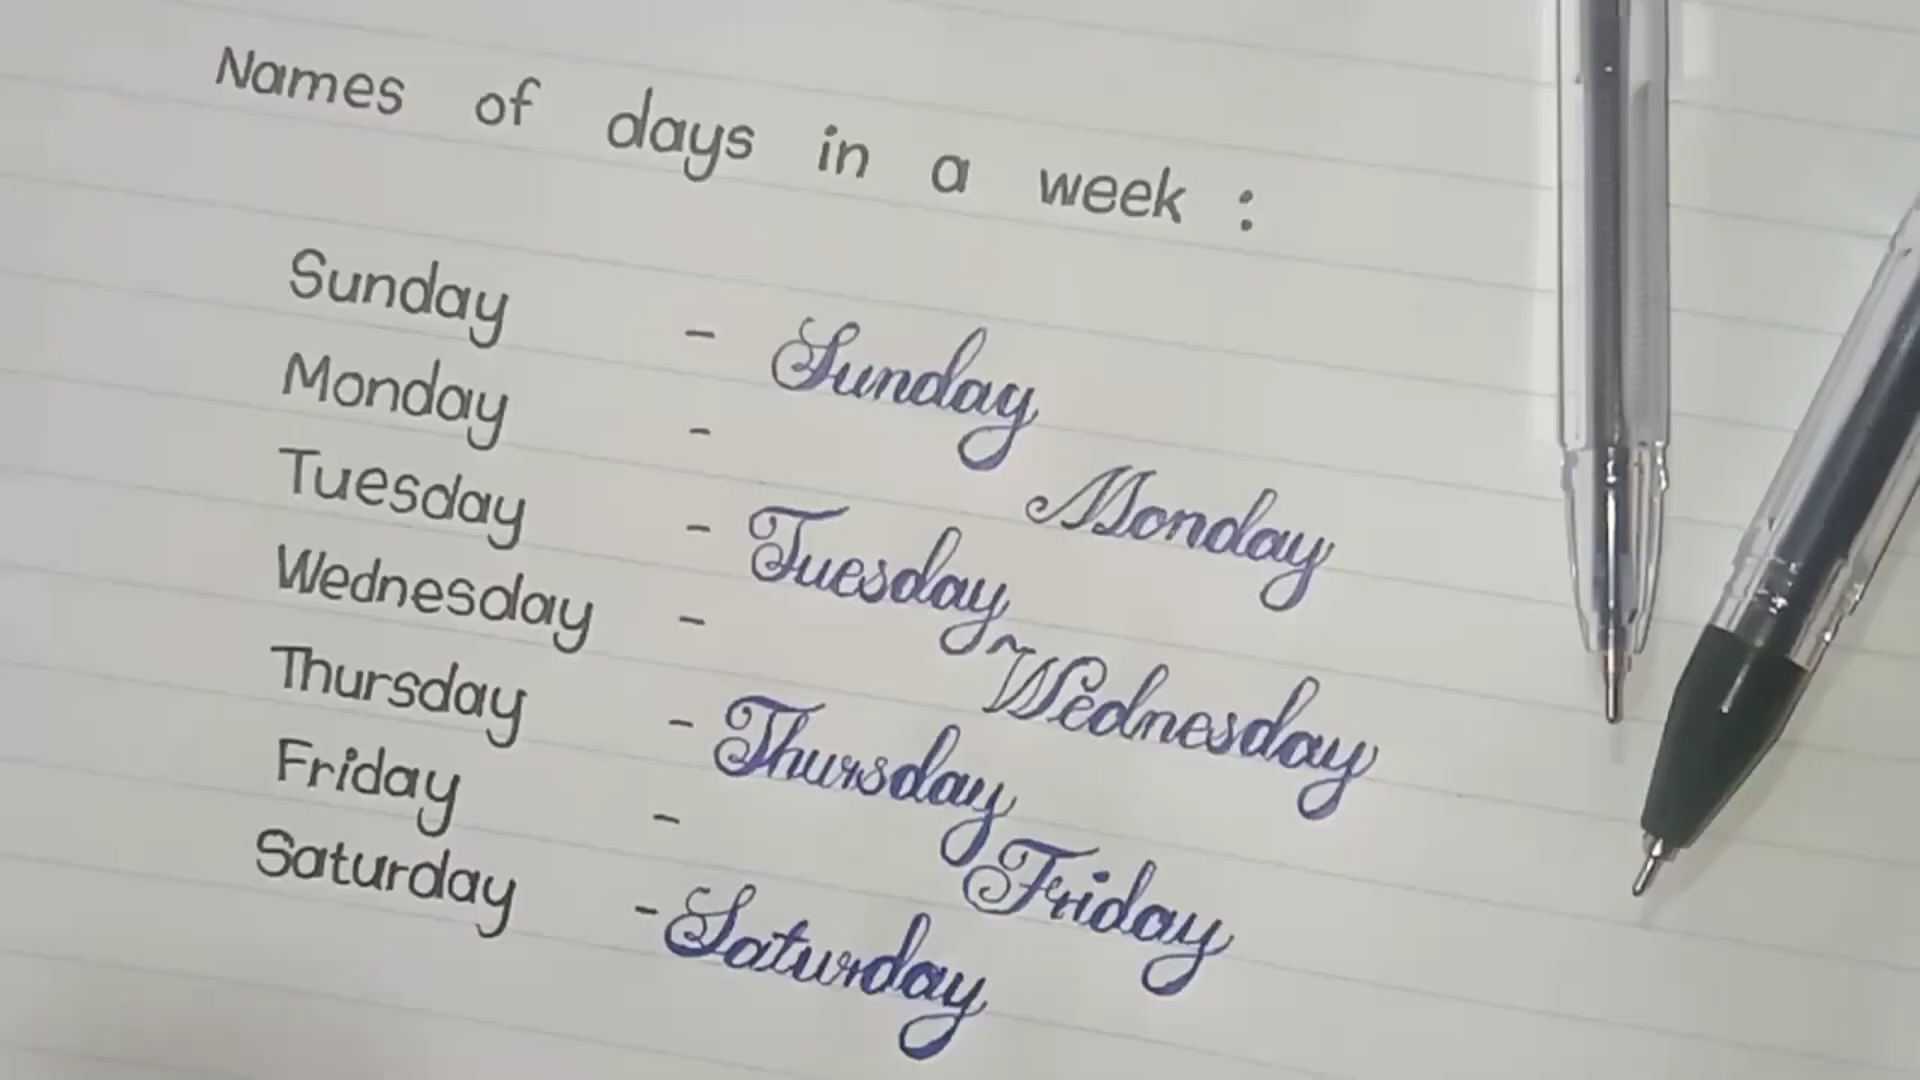 Names of days in a week :
Sunday - Sunday
Monday - Monday
Tuesday - Tuesday
Wednesday - Wednesday
Thursday - Thursday
Friday - Friday
Saturday - Saturday